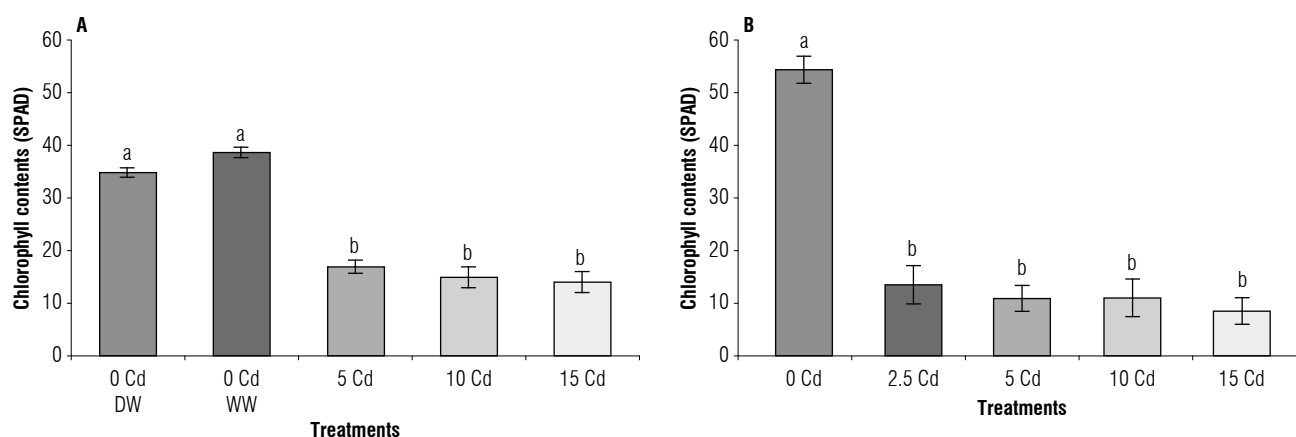 A
Chlorophyll contents (SPAD)
60
50
40
30
20
10
0
a
a
b
b
b
0 Cd DW
0 Cd WW
5 Cd
10 Cd
15 Cd
Treatments
B
Chlorophyll contents (SPAD)
60
50
40
30
20
10
0
a
b
b
b
b
0 Cd
2.5 Cd
5 Cd
10 Cd
15 Cd
Treatments